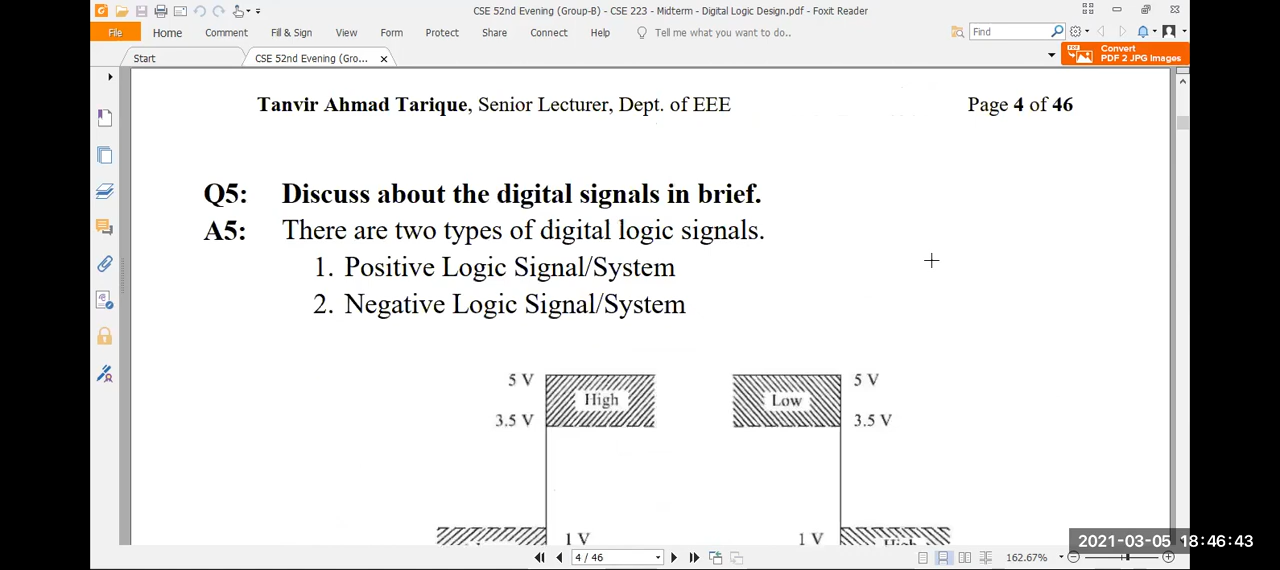 CSE 52nd Evening (Group-B) - CSE 223 - Midterm - Digital Logic Design.pdf - Foxit Reader
File Home Comment Fill & Sign View Form Protect Share Connect Help Tell me what you want to do.. Find
Start CSE 52nd Evening (Gro... Convert
PDF 2 JPG Images
Tanvir Ahmad Tarique, Senior Lecturer, Dept. of EEE Page 4 of 46
Q5: Discuss about the digital signals in brief.
A5: There are two types of digital logic signals.
1. Positive Logic Signal/System
2. Negative Logic Signal/System
5 V High Low 5 V
3.5 V 3.5 V
1 V 1 V High
2021-03-05 18:46:43
4 / 46 162.67%